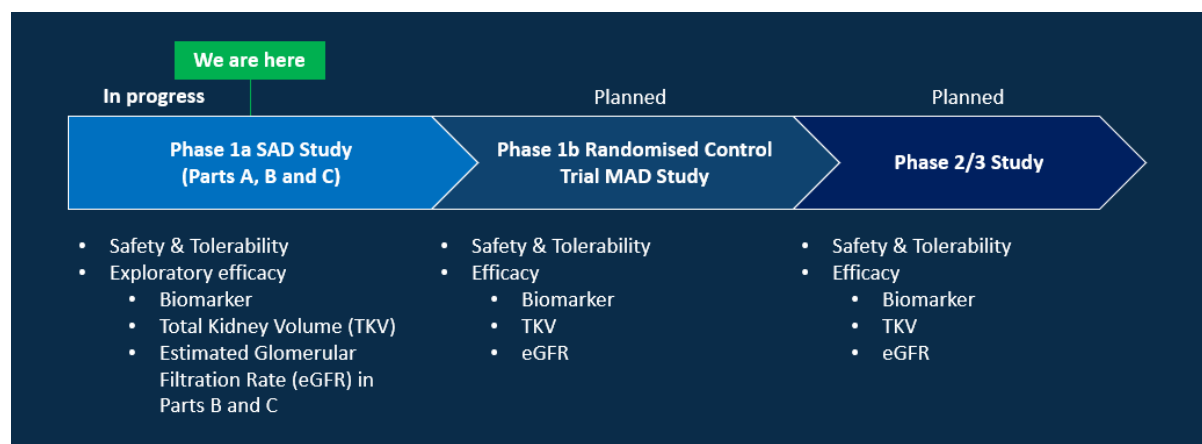 We are here
In progress
Planned
Planned
Phase 1a SAD Study
(Parts A, B and C)
Phase 1b Randomised Control
Trial MAD Study
Phase 2/3 Study
• Safety & Tolerability
• Exploratory efficacy
• Biomarker
• Total Kidney Volume (TKV)
• Estimated Glomerular
Filtration Rate (eGFR) in
Parts B and C
• Safety & Tolerability
• Efficacy
• Biomarker
• TKV
• eGFR
• Safety & Tolerability
• Efficacy
• Biomarker
• TKV
• eGFR